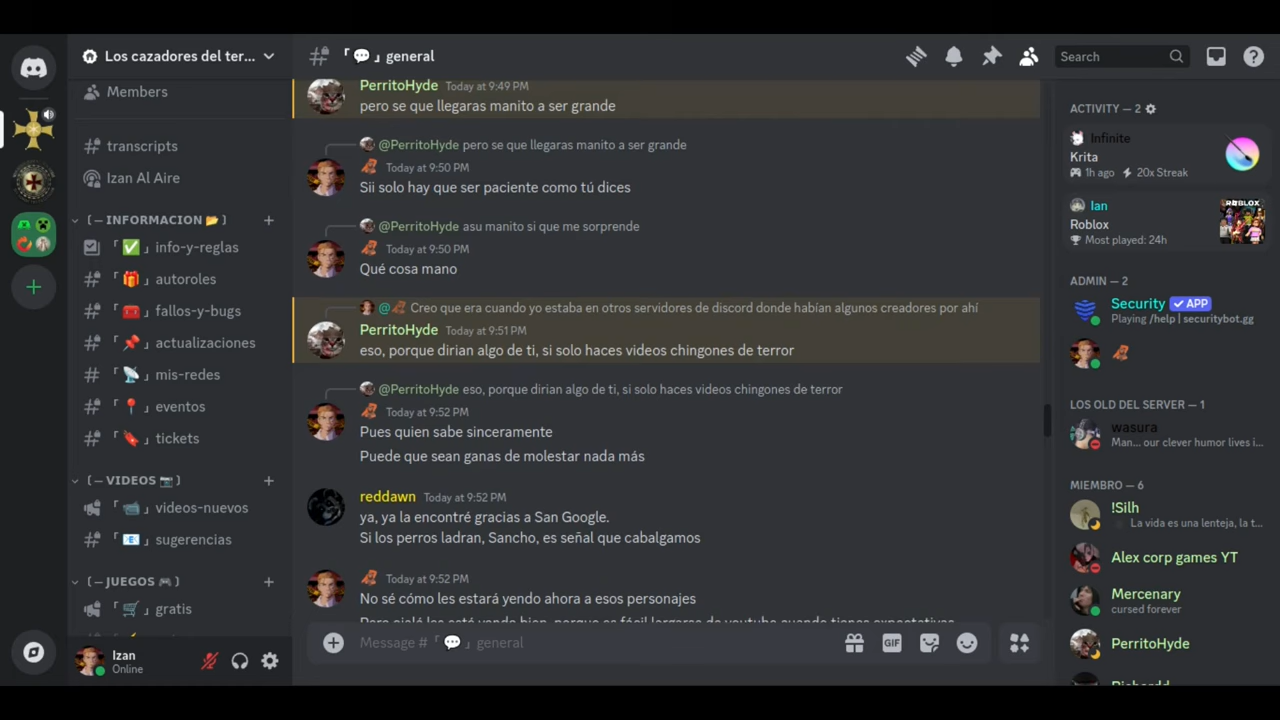 Los cazadores del ter...
Members
transcripts
Izan Al Aire
[— INFORMACION 📂]
「✅」info-y-reglas
「🎁」autoroles
「🧰」fallos-y-bugs
「📌」actualizaciones
「📡」mis-redes
「📍」eventos
「🔖」tickets
[— VIDEOS 📷]
「📹」videos-nuevos
「📧」sugerencias
[— JUEGOS 🎮]
「🛒」gratis
Izan
Online
「💬」general
Search
PerritoHyde Today at 9:49 PM
pero se que llegaras manito a ser grande
@PerritoHyde pero se que llegaras manito a ser grande
Today at 9:50 PM
Sii solo hay que ser paciente como tú dices
@PerritoHyde asu manito si que me sorprende
Today at 9:50 PM
Qué cosa mano
@ Creo que era cuando yo estaba en otros servidores de discord donde habían algunos creadores por ahí
PerritoHyde Today at 9:51 PM
eso, porque dirian algo de ti, si solo haces videos chingones de terror
@PerritoHyde eso, porque dirian algo de ti, si solo haces videos chingones de terror
Today at 9:52 PM
Pues quien sabe sinceramente
Puede que sean ganas de molestar nada más
reddawn Today at 9:52 PM
ya, ya la encontré gracias a San Google.
Si los perros ladran, Sancho, es señal que cabalgamos
Today at 9:52 PM
No sé cómo les estará yendo ahora a esos personajes
Message #「💬」general
GIF
ACTIVITY — 2
Infinite
Krita
1h ago 20x Streak
Ian
Roblox
Most played: 24h
ROBLOX
ADMIN — 2
Security ✓ APP
Playing /help | securitybot.gg
LOS OLD DEL SERVER — 1
wasura
Man... our clever humor lives i...
MIEMBRO — 6
!Silh
La vida es una lenteja, la t...
Alex corp games YT
Mercenary
cursed forever
PerritoHyde